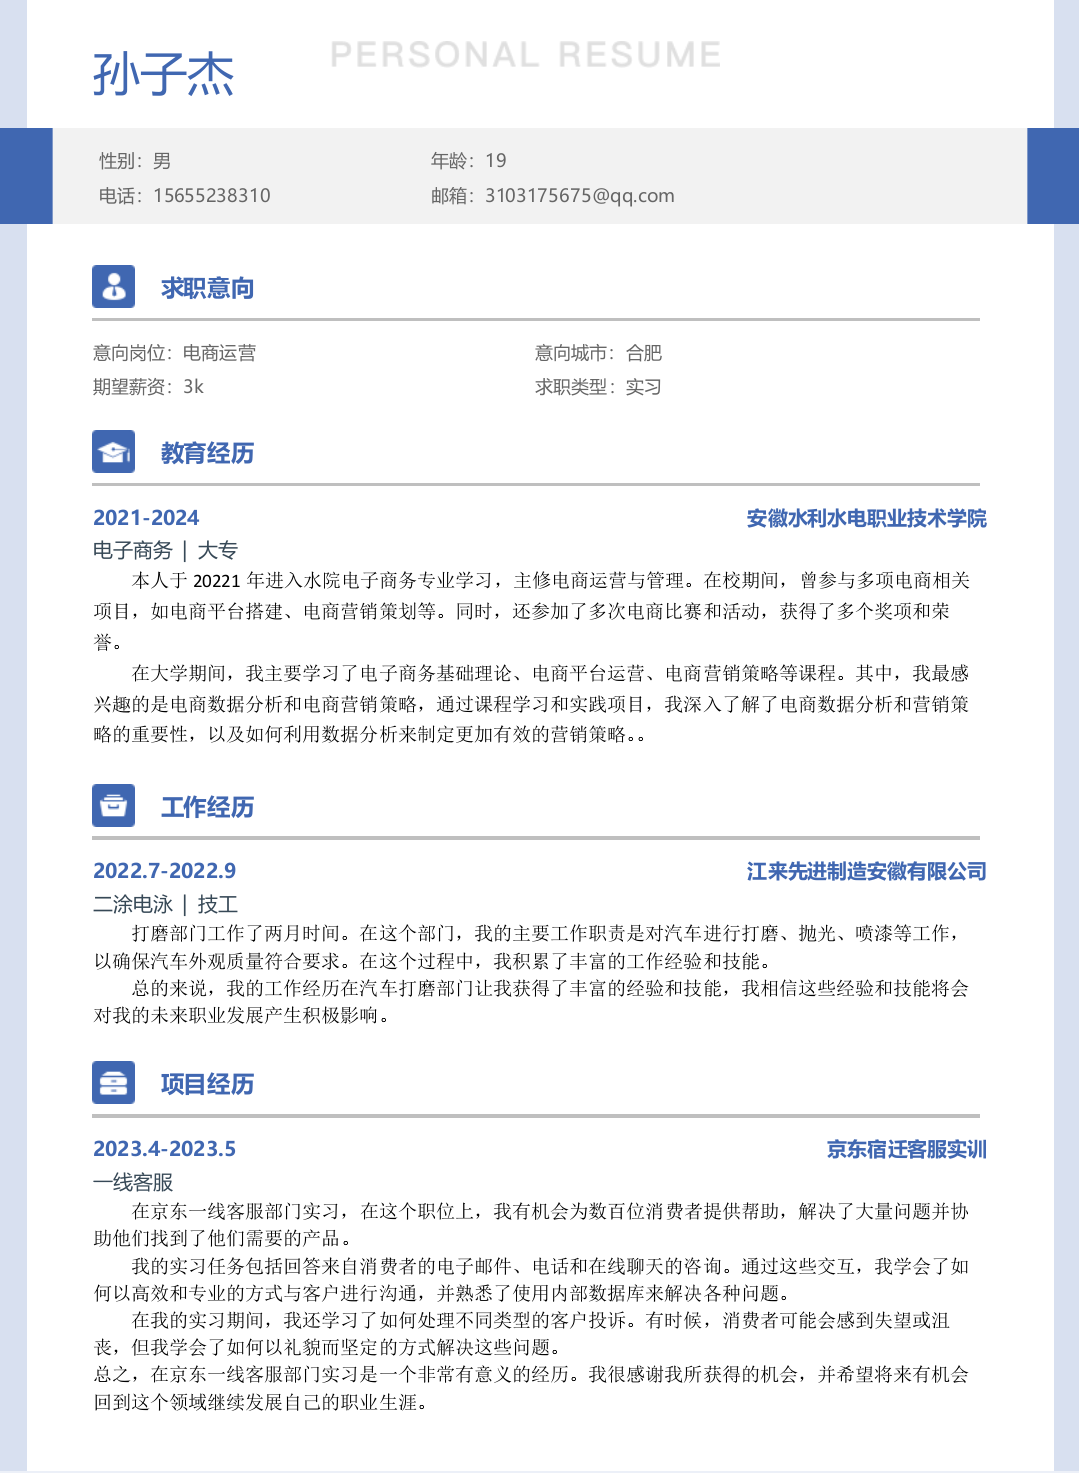 孙子杰
PERSONAL RESUME
性别：男 年龄：19
电话：15655238310 邮箱：3103175675@qq.com
求职意向
意向岗位：电商运营 意向城市：合肥
期望薪资：3k 求职类型：实习
教育经历
2021-2024 安徽水利水电职业技术学院
电子商务 | 大专
本人于 20221 年进入水院电子商务专业学习，主修电商运营与管理。在校期间，曾参与多项电商相关
项目，如电商平台搭建、电商营销策划等。同时，还参加了多次电商比赛和活动，获得了多个奖项和荣
誉。
在大学期间，我主要学习了电子商务基础理论、电商平台运营、电商营销策略等课程。其中，我最感
兴趣的是电商数据分析和电商营销策略，通过课程学习和实践项目，我深入了解了电商数据分析和营销策
略的重要性，以及如何利用数据分析来制定更加有效的营销策略。。
工作经历
2022.7-2022.9 江来先进制造安徽有限公司
二涂电泳 | 技工
打磨部门工作了两月时间。在这个部门，我的主要工作职责是对汽车进行打磨、抛光、喷漆等工作，
以确保汽车外观质量符合要求。在这个过程中，我积累了丰富的工作经验和技能。
总的来说，我的工作经历在汽车打磨部门让我获得了丰富的经验和技能，我相信这些经验和技能将会
对我的未来职业发展产生积极影响。
项目经历
2023.4-2023.5 京东宿迁客服实训
一线客服
在京东一线客服部门实习，在这个职位上，我有机会为数百位消费者提供帮助，解决了大量问题并协
助他们找到了他们需要的产品。
我的实习任务包括回答来自消费者的电子邮件、电话和在线聊天的咨询。通过这些交互，我学会了如
何以高效和专业的方式与客户进行沟通，并熟悉了使用内部数据库来解决各种问题。
在我的实习期间，我还学习了如何处理不同类型的客户投诉。有时候，消费者可能会感到失望或沮
丧，但我学会了如何以礼貌而坚定的方式解决这些问题。
总之，在京东一线客服部门实习是一个非常有意义的经历。我很感谢我所获得的机会，并希望将来有机会
回到这个领域继续发展自己的职业生涯。